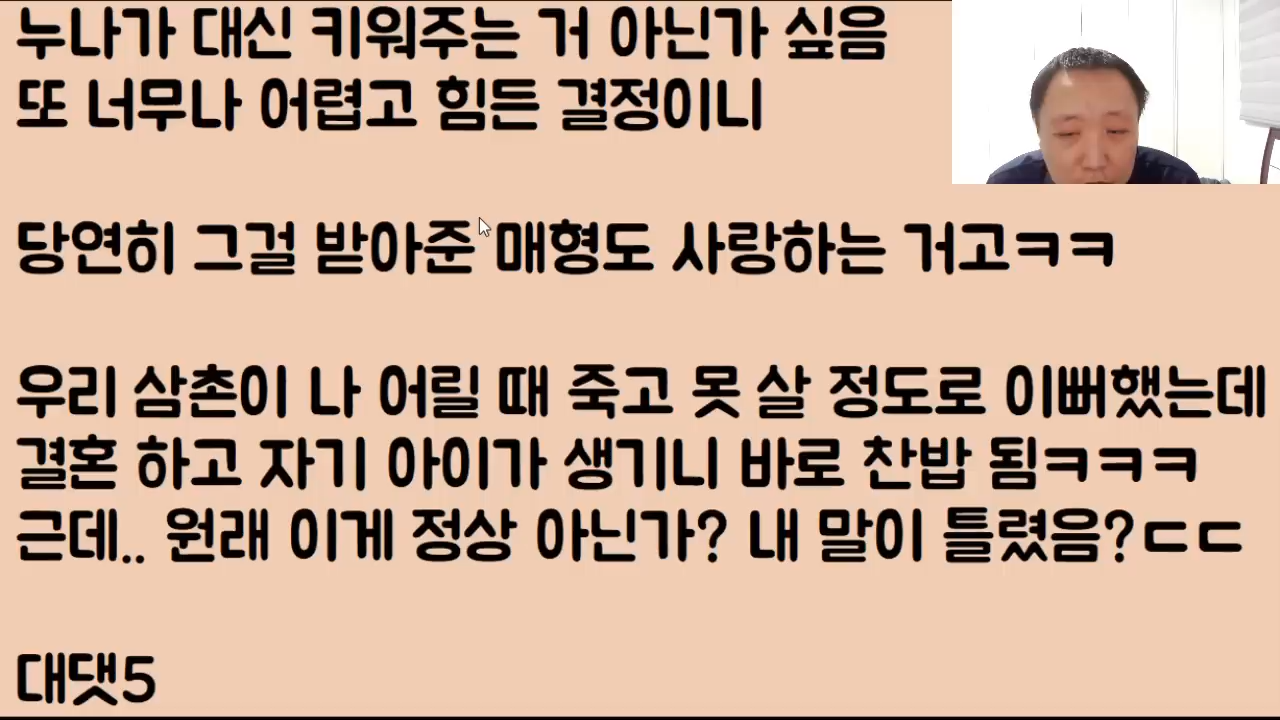 누나가 대신 키워주는 거 아닌가 싶음
또 너무나 어렵고 힘든 결정이니
당연히 그걸 받아준 매형도 사랑하는 거고ㅋㅋ
우리 삼촌이 나 어릴 때 죽고 못 살 정도로 이뻐했는데
결혼 하고 자기 아이가 생기니 바로 찬밥 됨ㅋㅋㅋ
근데.. 원래 이게 정상 아닌가? 내 말이 틀렸음?ㄷㄷ
대댓5